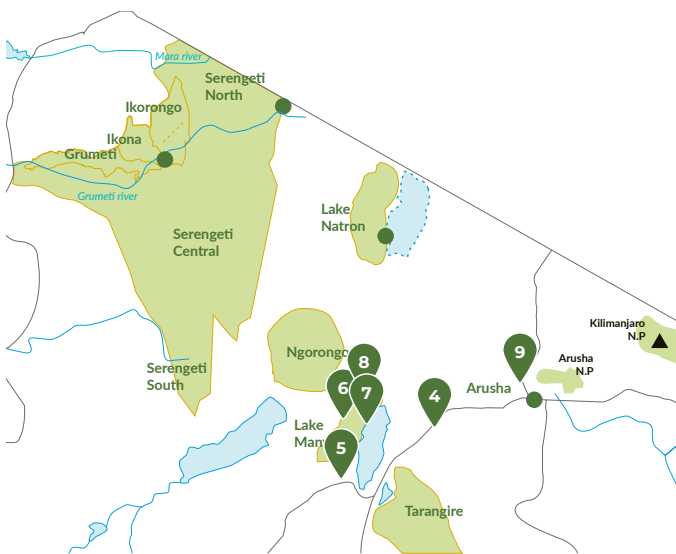 Mara river
Serengeti
North
Ikorongo
Ikona
Grumeti
Grumeti river
Lake
Natron
Serengeti
Central
Kilimanjaro
N.P
Ngorongo
8
9
Arusha
N.P
Serengeti
South
6
7
4
Arusha
Lake
Man
5
Tarangire